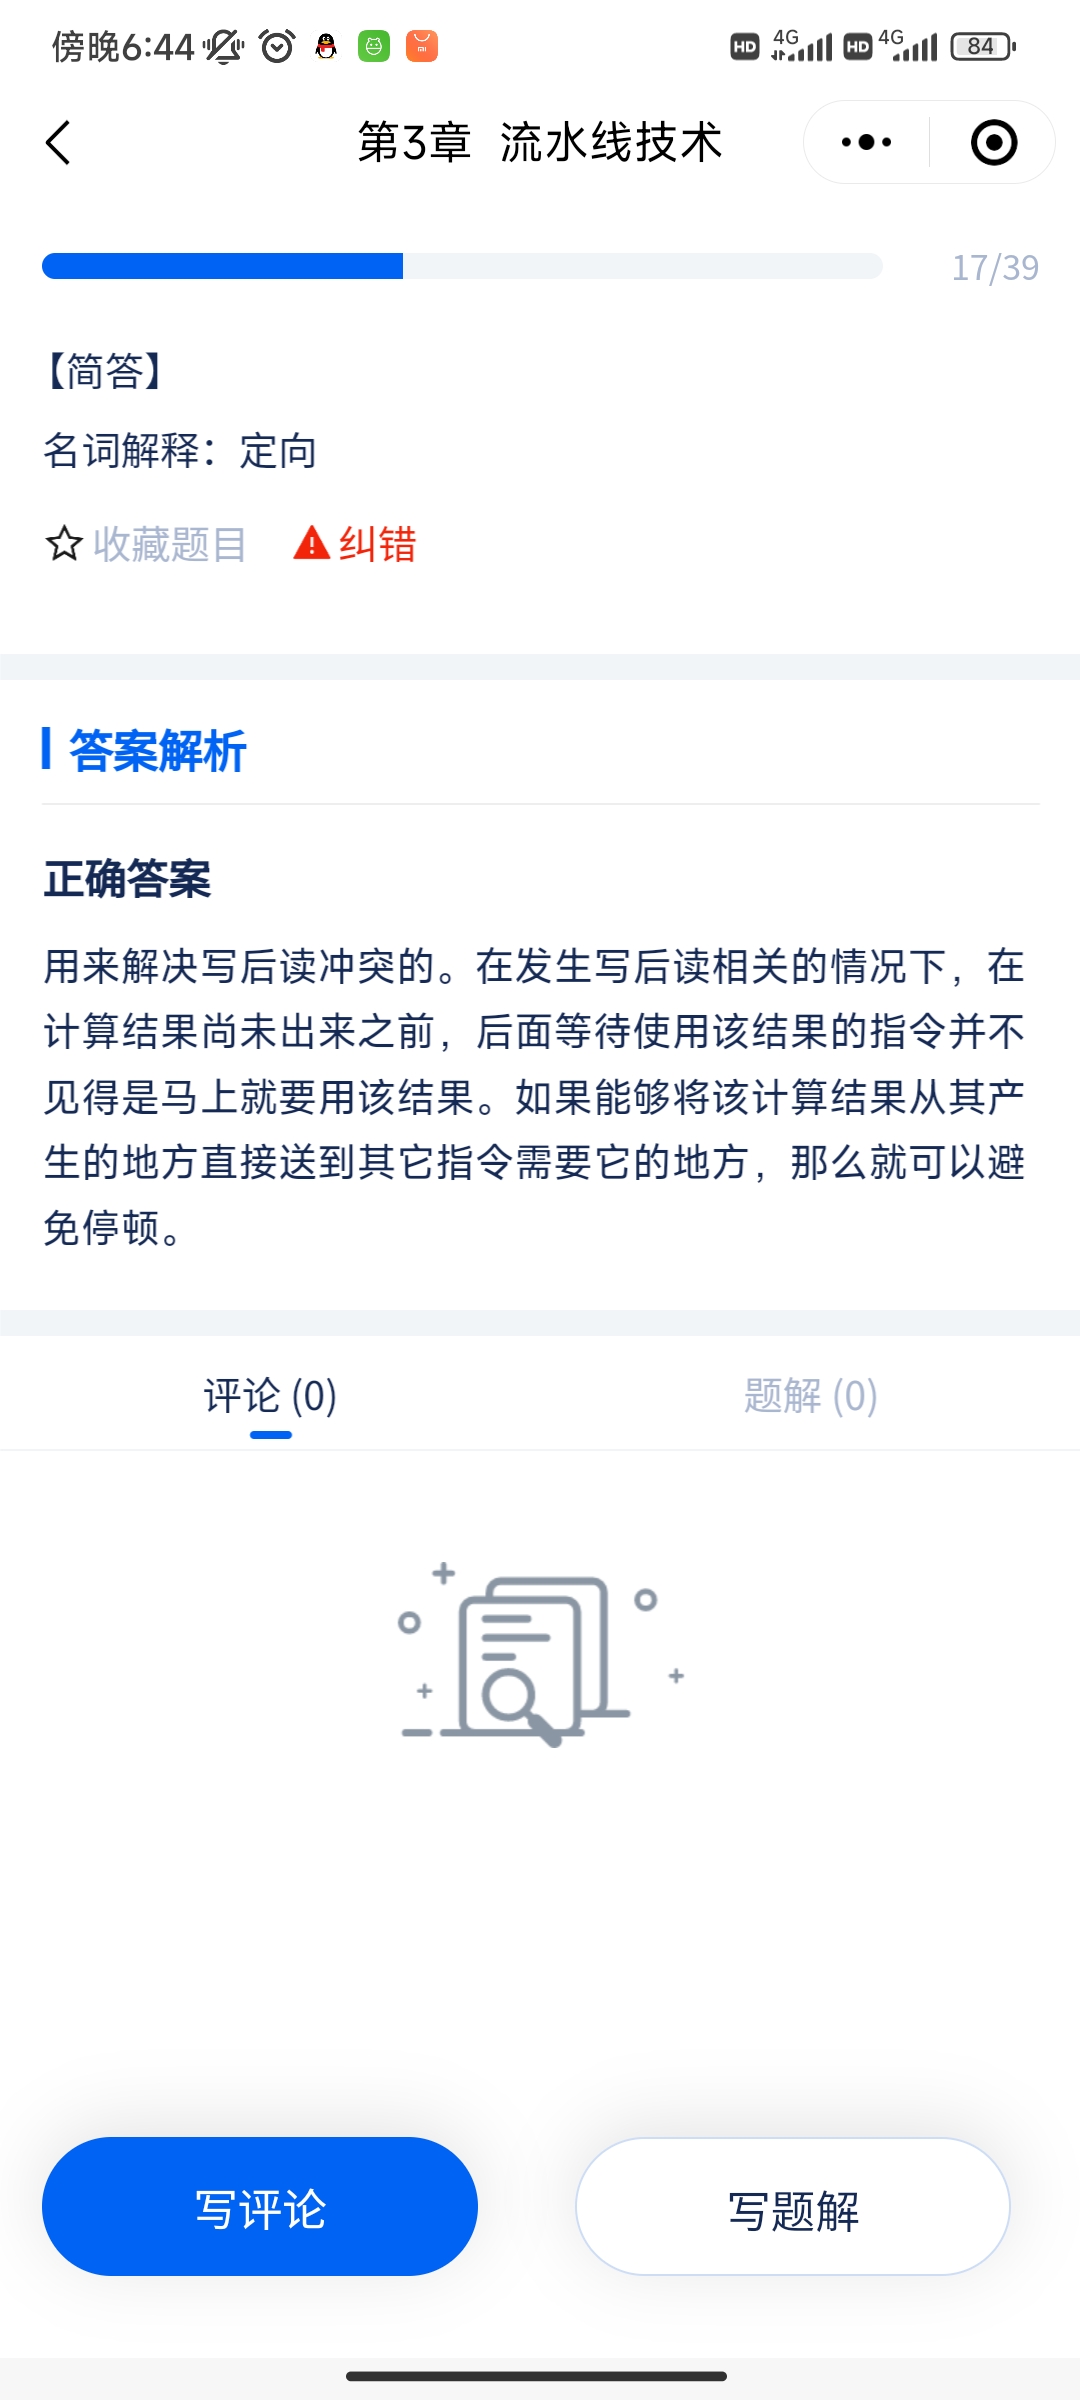 傍晚6:44
HD 4G HD 4G 84
第3章 流水线技术
17/39
【简答】
名词解释：定向
收藏题目 纠错
答案解析
正确答案
用来解决写后读冲突的。在发生写后读相关的情况下，在
计算结果尚未出来之前，后面等待使用该结果的指令并不
见得是马上就要用该结果。如果能够将该计算结果从其产
生的地方直接送到其它指令需要它的地方，那么就可以避
免停顿。
评论 (0) 题解 (0)
写评论 写题解